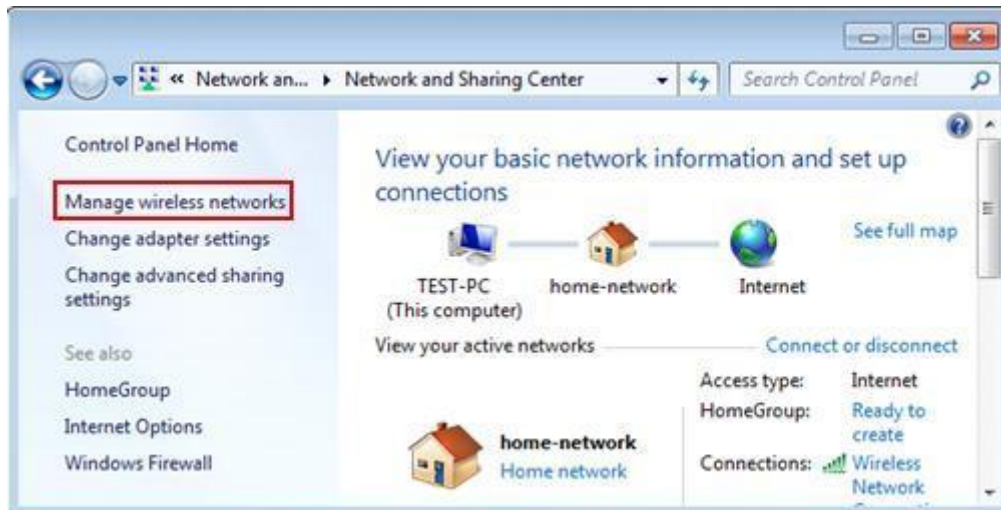 « Network an... ▸ Network and Sharing Center
Search Control Panel
Control Panel Home
Manage wireless networks
Change adapter settings
Change advanced sharing
settings
See also
HomeGroup
Internet Options
Windows Firewall
View your basic network information and set up
connections
See full map
TEST-PC
(This computer)
home-network
Internet
View your active networks
Connect or disconnect
home-network
Home network
Access type: Internet
HomeGroup: Ready to
create
Connections: Wireless
Network